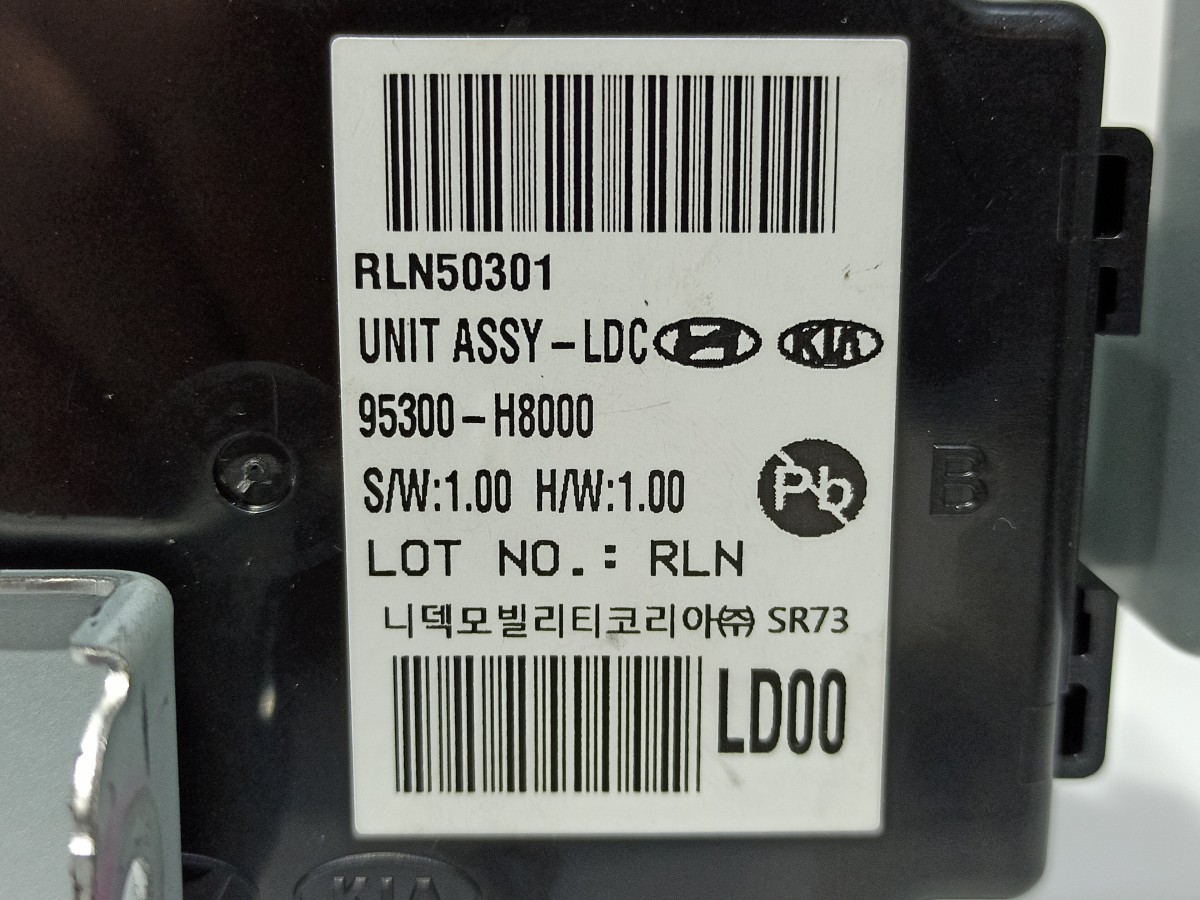 RLN50301
UNIT ASSY-LDC KIA
95300-H8000
Pb
S/W:1.00 H/W:1.00
B
LOT NO.: RLN
니덱모빌리티코리아㈜ SR73
LD00
KIA